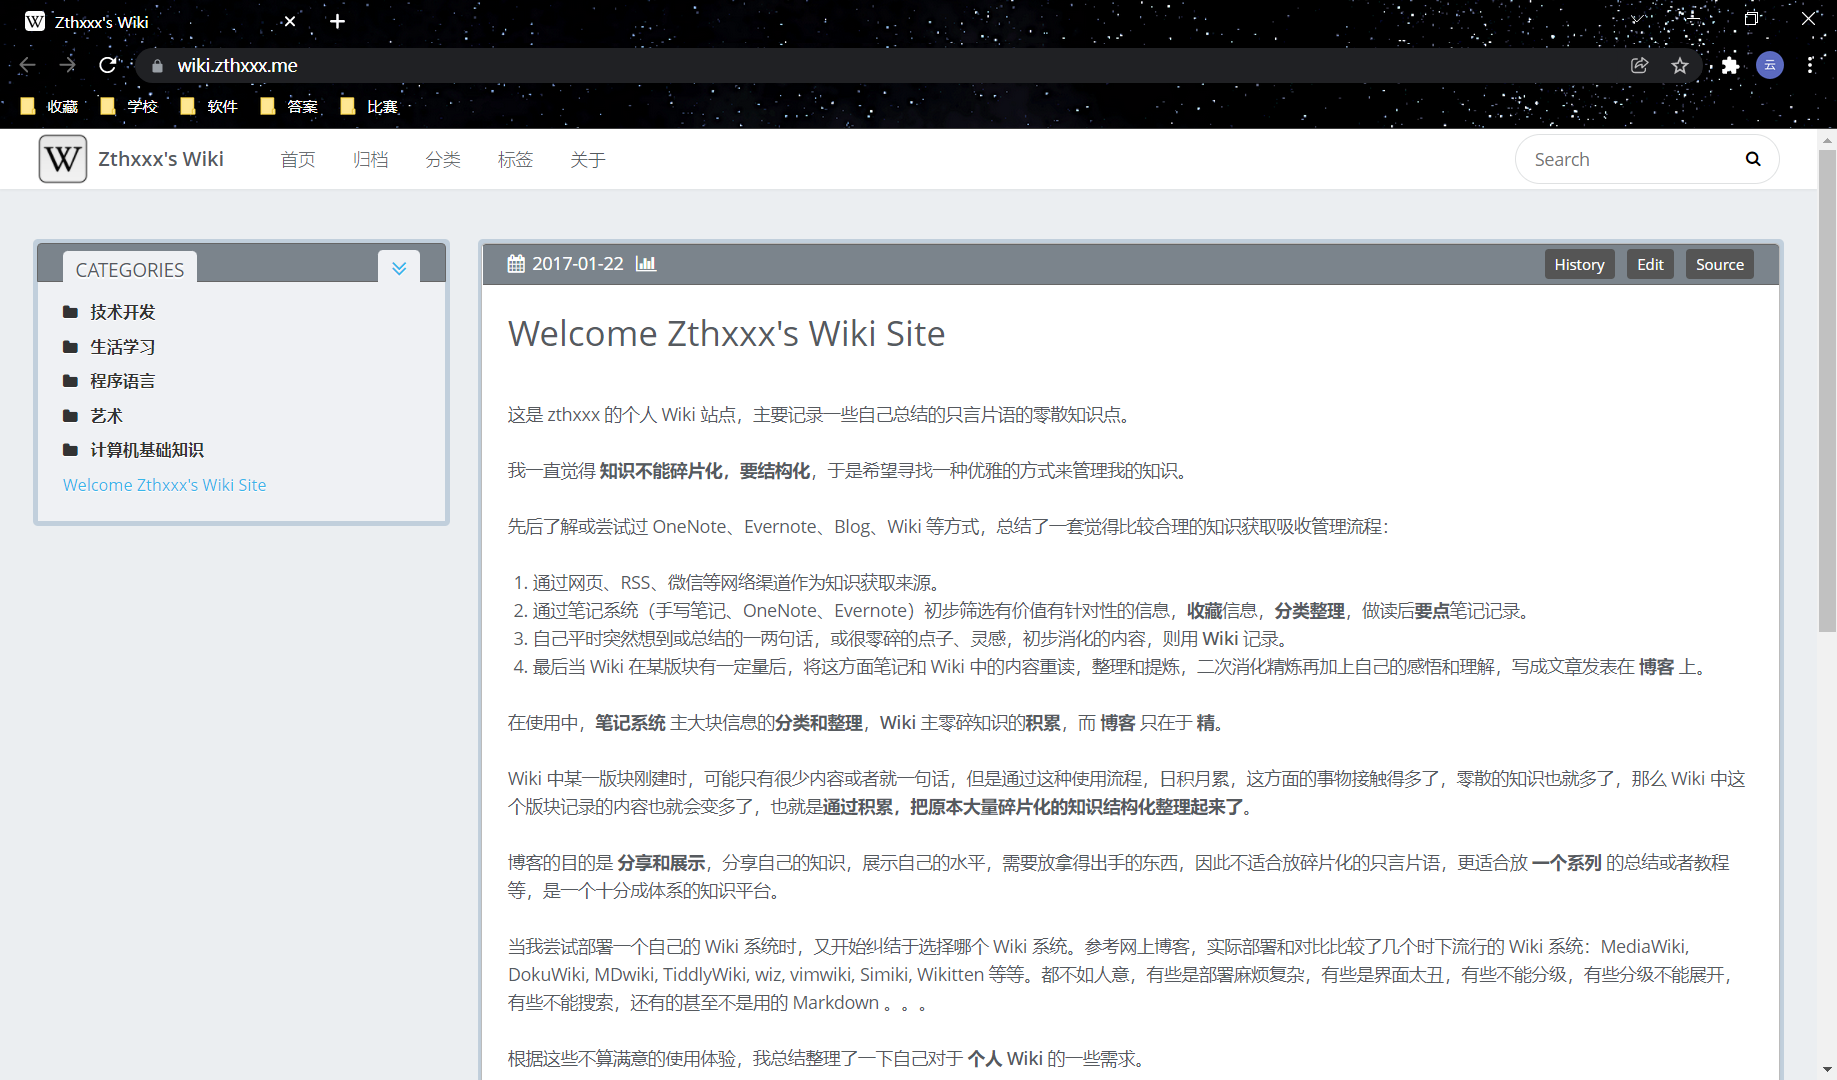 Zthxxx's Wiki
wiki.zthxxx.me
云
收藏 学校 软件 答案 比赛
W Zthxxx's Wiki 首页 归档 分类 标签 关于 Search
CATEGORIES
技术开发
生活学习
程序语言
艺术
计算机基础知识
Welcome Zthxxx's Wiki Site
2017-01-22 History Edit Source
Welcome Zthxxx's Wiki Site
这是 zthxxx 的个人 Wiki 站点，主要记录一些自己总结的只言片语的零散知识点。
我一直觉得 知识不能碎片化，要结构化，于是希望寻找一种优雅的方式来管理我的知识。
先后了解或尝试过 OneNote、Evernote、Blog、Wiki 等方式，总结了一套觉得比较合理的知识获取吸收管理流程：
1. 通过网页、RSS、微信等网络渠道作为知识获取来源。
2. 通过笔记系统（手写笔记、OneNote、Evernote）初步筛选有价值有针对性的信息，收藏信息，分类整理，做读后要点笔记记录。
3. 自己平时突然想到或总结的一两句话，或很零碎的点子、灵感，初步消化的内容，则用 Wiki 记录。
4. 最后当 Wiki 在某版块有一定量后，将这方面笔记和 Wiki 中的内容重读，整理和提炼，二次消化精炼再加上自己的感悟和理解，写成文章发表在 博客 上。
在使用中，笔记系统 主大块信息的分类和整理，Wiki 主零碎知识的积累，而 博客 只在于 精。
Wiki 中某一版块刚建时，可能只有很少内容或者就一句话，但是通过这种使用流程，日积月累，这方面的事物接触得多了，零散的知识也就多了，那么 Wiki 中这
个版块记录的内容也就会变多了，也就是通过积累，把原本大量碎片化的知识结构化整理起来了。
博客的目的是 分享和展示，分享自己的知识，展示自己的水平，需要放拿得出手的东西，因此不适合放碎片化的只言片语，更适合放 一个系列 的总结或者教程
等，是一个十分成体系的知识平台。
当我尝试部署一个自己的 Wiki 系统时，又开始纠结于选择哪个 Wiki 系统。参考网上博客，实际部署和对比比较了几个时下流行的 Wiki 系统：MediaWiki,
DokuWiki, MDwiki, TiddlyWiki, wiz, vimwiki, Simiki, Wikitten 等等。都不如人意，有些是部署麻烦复杂，有些是界面太丑，有些不能分级，有些分级不能展开，
有些不能搜索，还有的甚至不是用的 Markdown 。。。
根据这些不算满意的使用体验，我总结整理了一下自己对于 个人 Wiki 的一些需求。